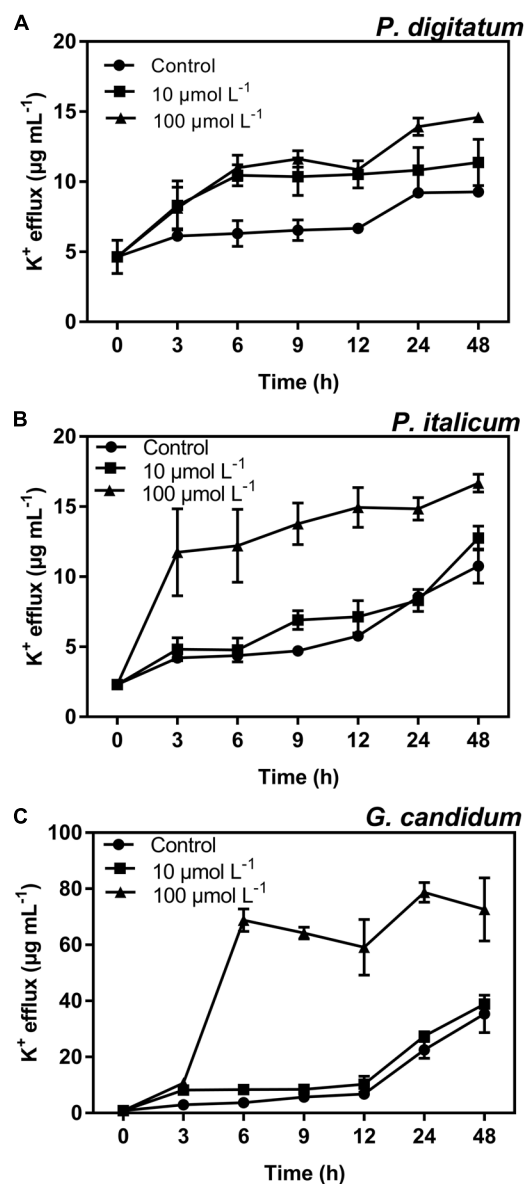 A
P. digitatum
20
15
10
5
0
K⁺ efflux (μg mL⁻¹)
Control
10 μmol L⁻¹
100 μmol L⁻¹
0 3 6 9 12 24 48
Time (h)
B
P. italicum
20
15
10
5
0
K⁺ efflux (μg mL⁻¹)
Control
10 μmol L⁻¹
100 μmol L⁻¹
0 3 6 9 12 24 48
Time (h)
C
G. candidum
100
80
60
40
20
0
K⁺ efflux (μg mL⁻¹)
Control
10 μmol L⁻¹
100 μmol L⁻¹
0 3 6 9 12 24 48
Time (h)